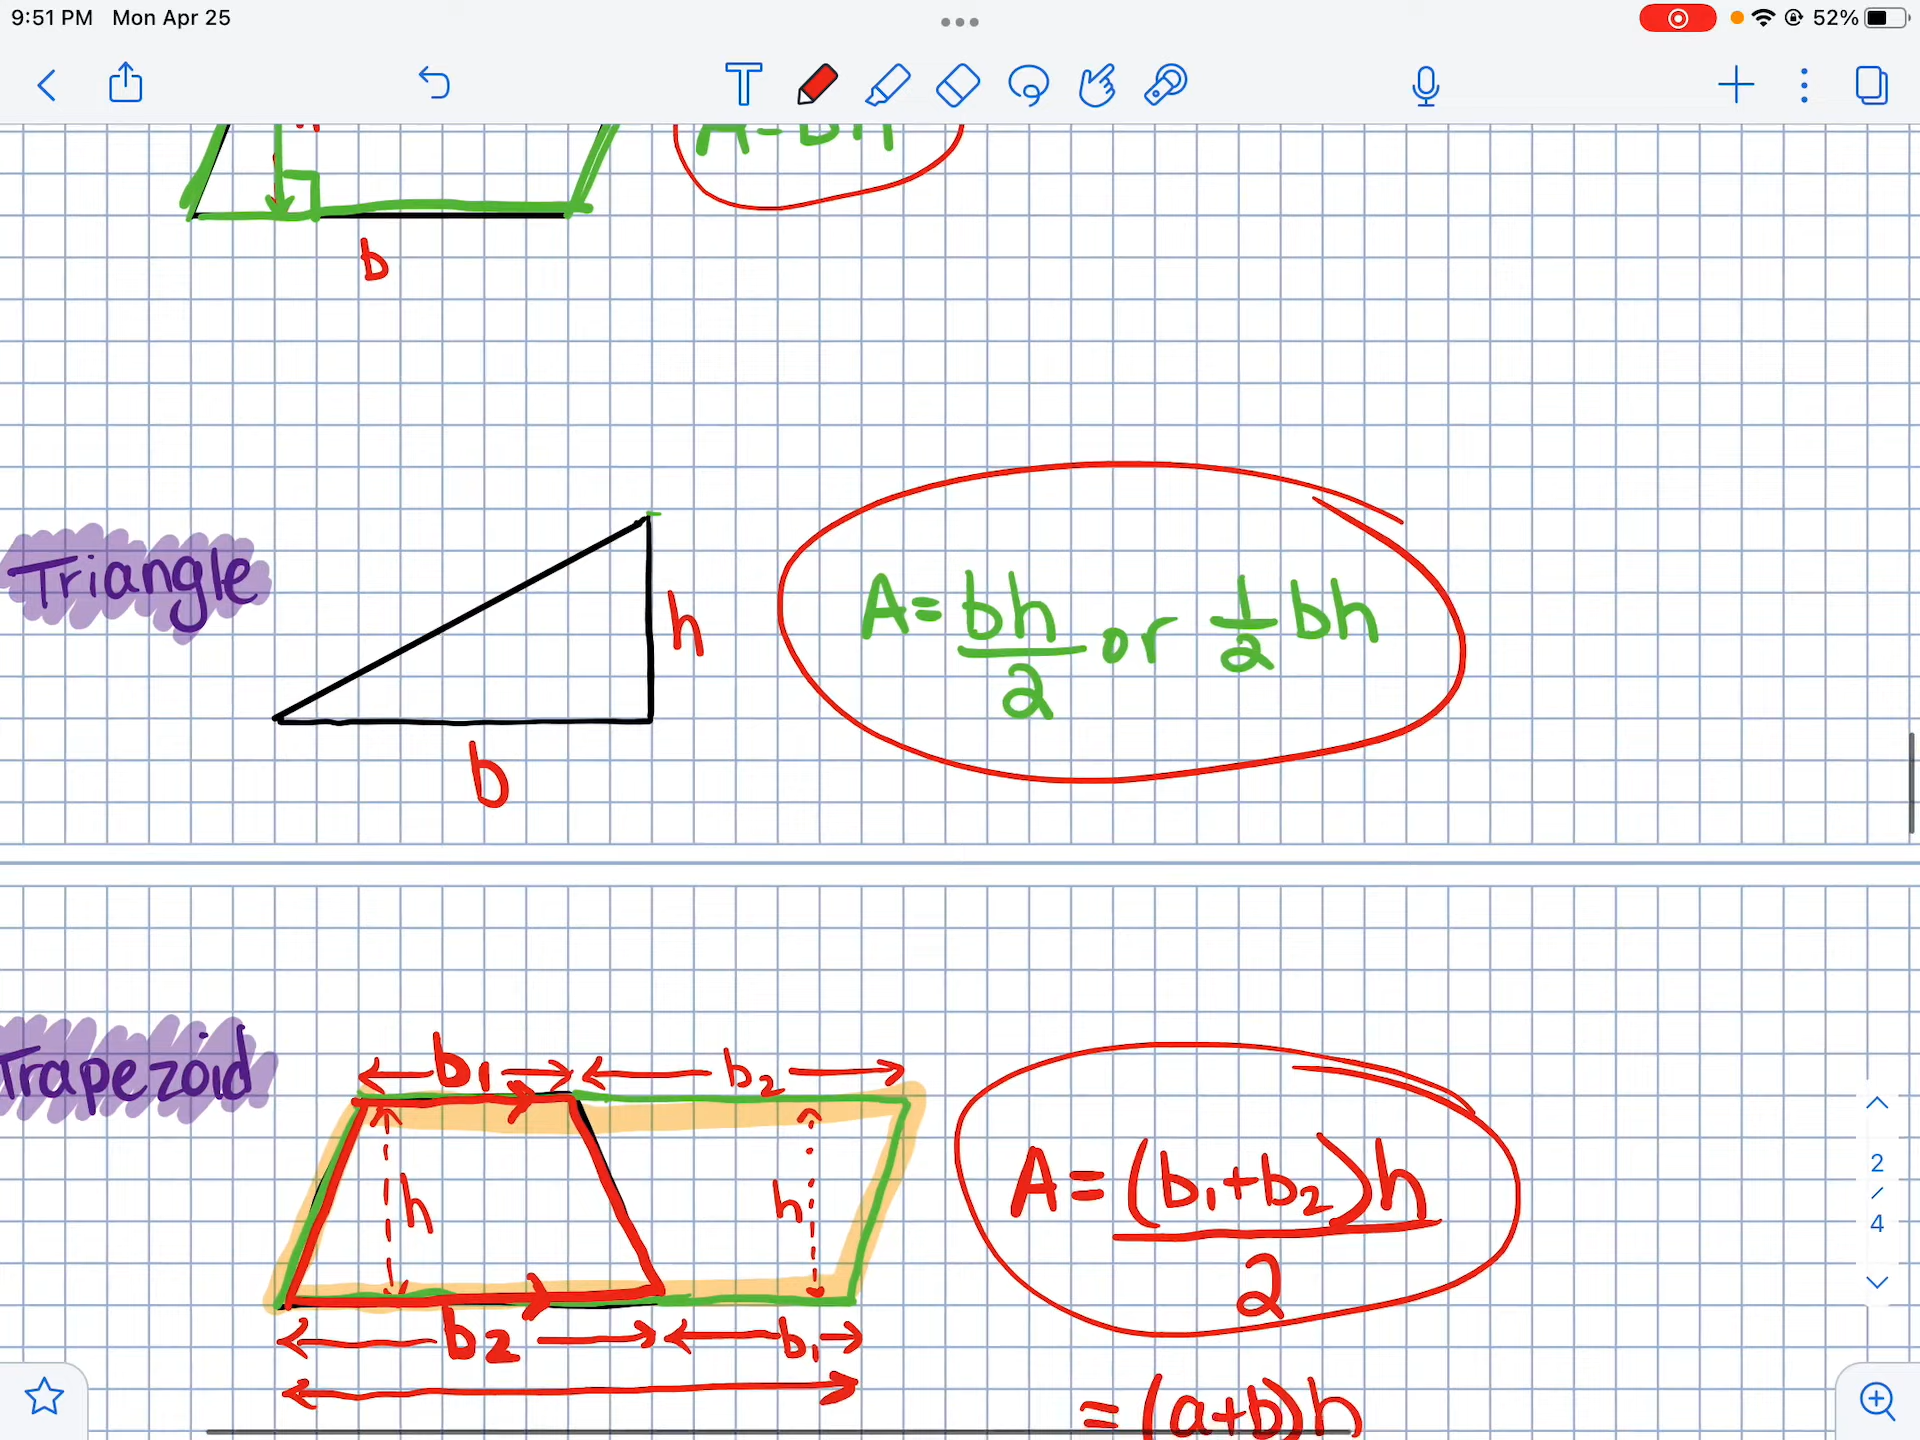 9:51 PM Mon Apr 25
52%
T
A=bh
b
Triangle
h
A= bh/2 or 1/2 bh
b
Trapezoid
b₁ b₂
h h
A= (b₁+b₂)h
2
b₂ b₁
= (a+b)h
2
/
4